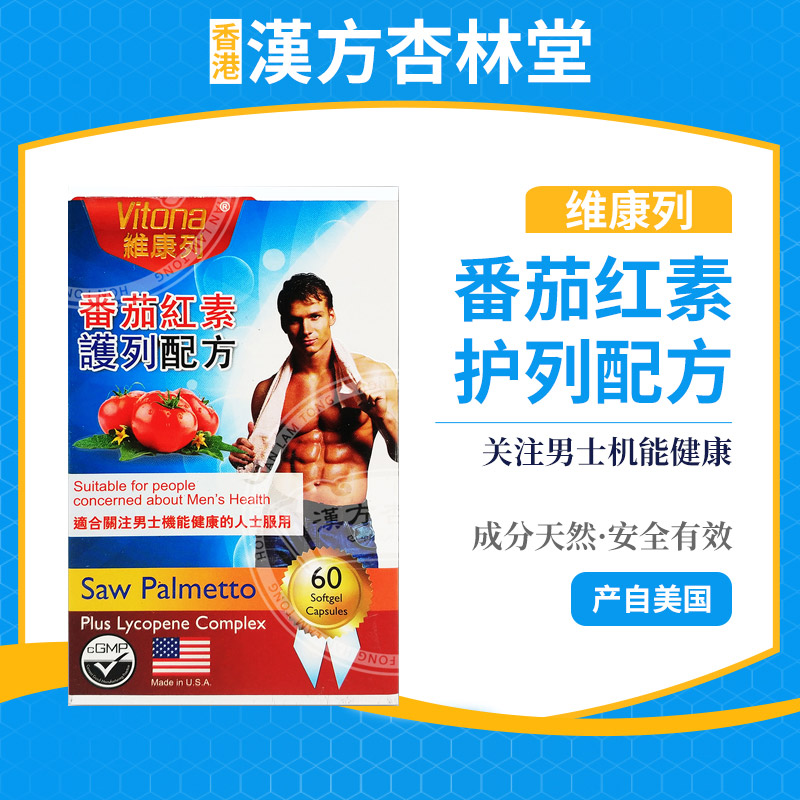 香港
漢方杏林堂
Vitona®
維康列
番茄紅素
護列配方
Suitable for people
concerned about Men's Health
適合關注男士機能健康的人士服用
Saw Palmetto
Plus Lycopene Complex
60
Softgel
Capsules
cGMP
Made in U.S.A.
维康列
番茄红素
护列配方
关注男士机能健康
成分天然·安全有效
产自美国